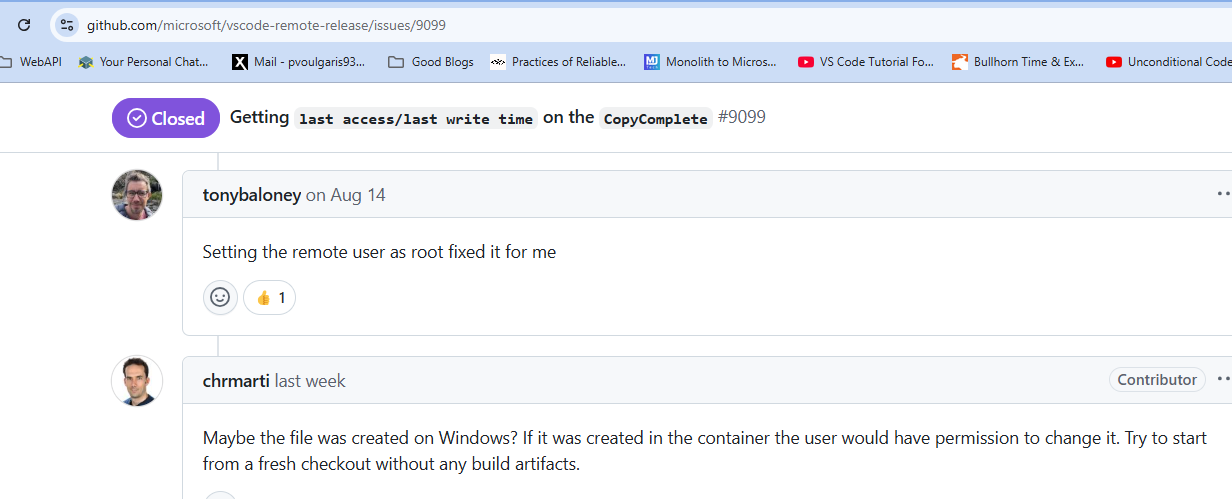 github.com/microsoft/vscode-remote-release/issues/9099
WebAPI Your Personal Chat... X Mail - pvoulgaris93... Good Blogs Practices of Reliable... Monolith to Micros... VS Code Tutorial Fo... Bullhorn Time & Ex... Unconditional Code
Closed Getting last access/last write time on the CopyComplete #9099
tonybaloney on Aug 14
Setting the remote user as root fixed it for me
👍 1
chrmarti last week Contributor
Maybe the file was created on Windows? If it was created in the container the user would have permission to change it. Try to start
from a fresh checkout without any build artifacts.